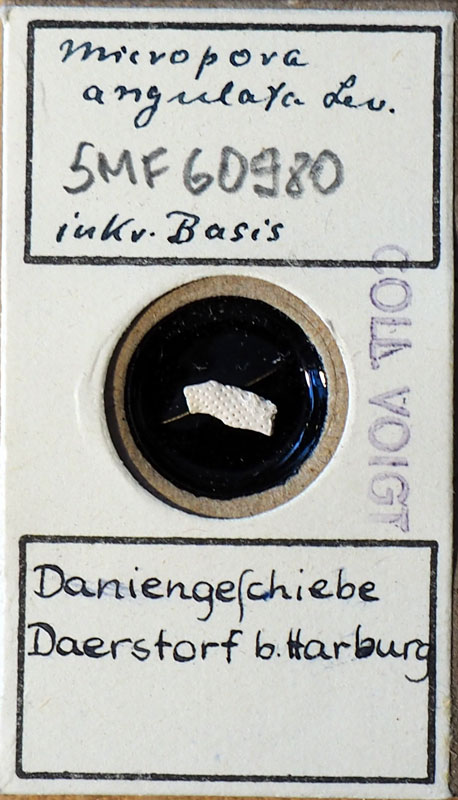 Micropora
angulata Lev.
SMF 60980
inkr. Basis
COLL. VOIGT
Daniengeſchiebe
Daerstorf b. Harburg